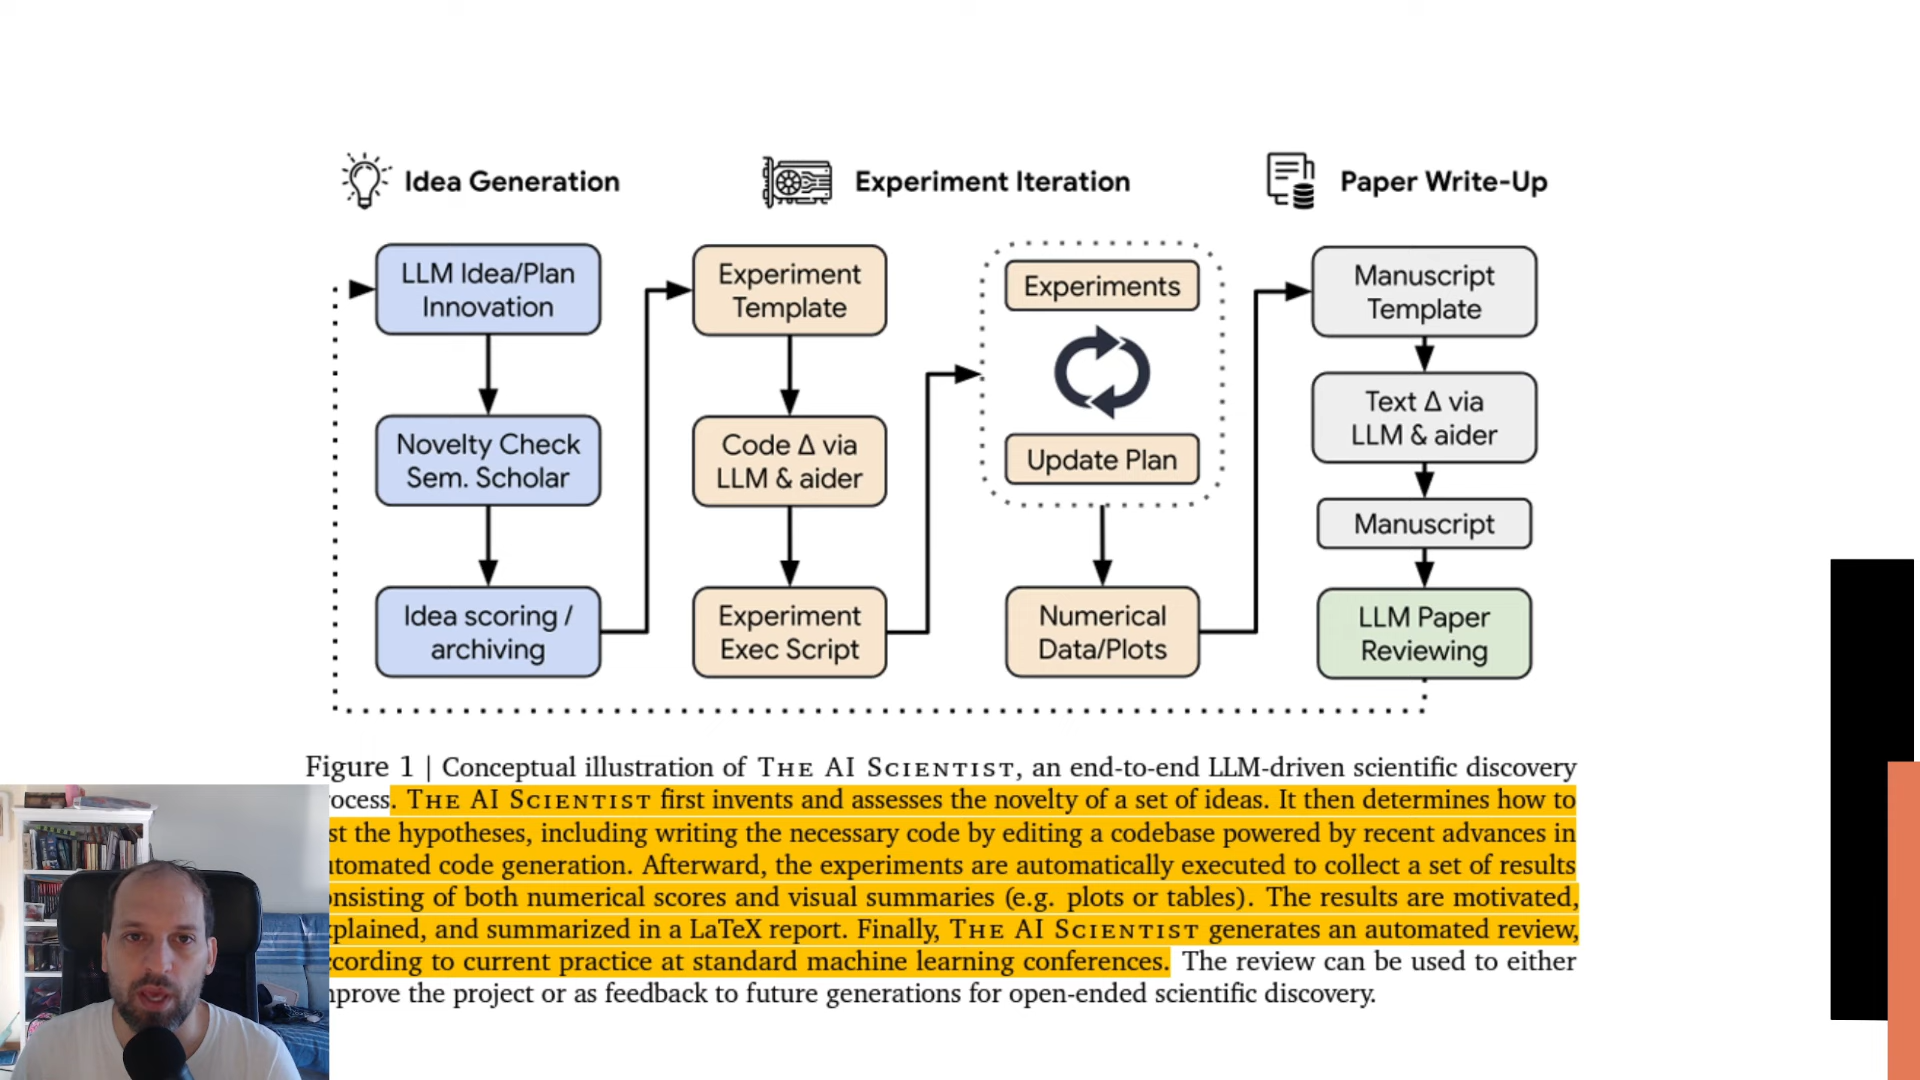 Idea Generation
Experiment Iteration
Paper Write-Up
LLM Idea/Plan
Innovation
Novelty Check
Sem. Scholar
Idea scoring /
archiving
Experiment
Template
Code Δ via
LLM & aider
Experiment
Exec Script
Experiments
Update Plan
Numerical
Data/Plots
Manuscript
Template
Text Δ via
LLM & aider
Manuscript
LLM Paper
Reviewing
Figure 1 | Conceptual illustration of THE AI SCIENTIST, an end-to-end LLM-driven scientific discovery
ocess. THE AI SCIENTIST first invents and assesses the novelty of a set of ideas. It then determines how to
st the hypotheses, including writing the necessary code by editing a codebase powered by recent advances in
tomated code generation. Afterward, the experiments are automatically executed to collect a set of results
nsisting of both numerical scores and visual summaries (e.g. plots or tables). The results are motivated,
plained, and summarized in a LaTeX report. Finally, THE AI SCIENTIST generates an automated review,
cording to current practice at standard machine learning conferences. The review can be used to either
prove the project or as feedback to future generations for open-ended scientific discovery.